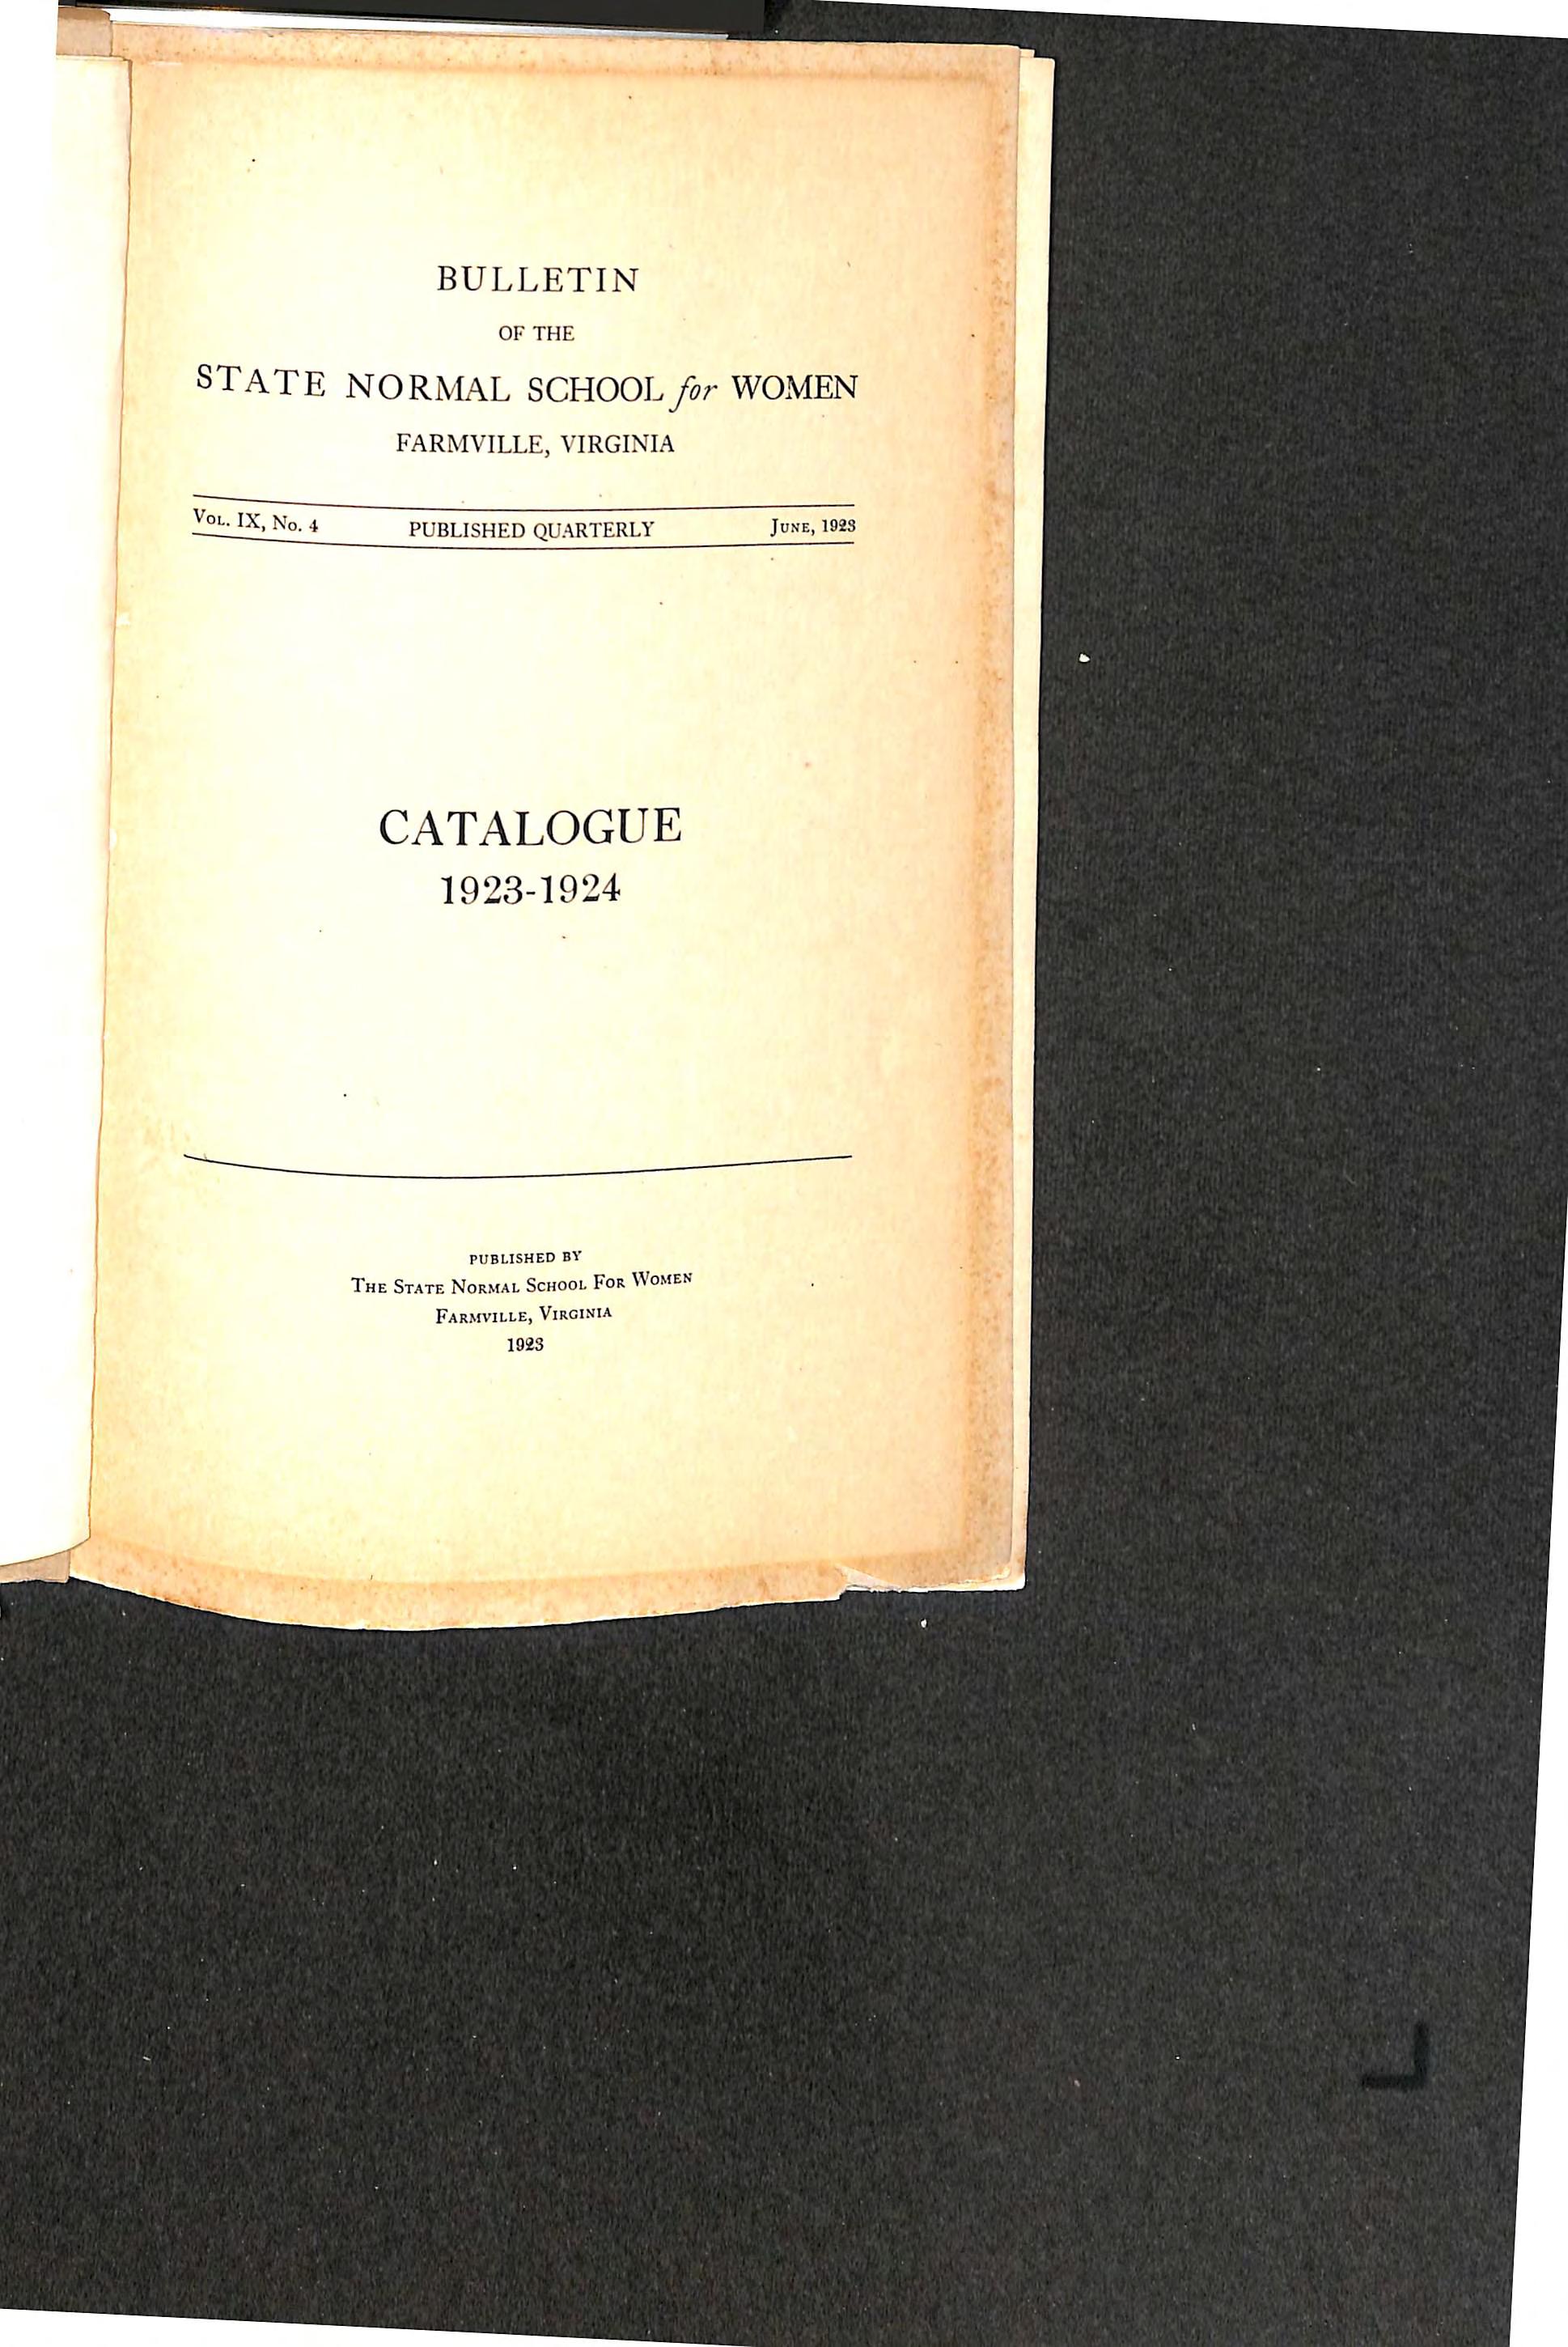 BULLETIN
OF THE
STATE NORMAL SCHOOL for WOMEN
FARMVILLE, VIRGINIA
VOL. IX, No. 4 PUBLISHED QUARTERLY JUNE, 1923
CATALOGUE
1923-1924
PUBLISHED BY
THE STATE NORMAL SCHOOL FOR WOMEN
FARMVILLE, VIRGINIA
1923